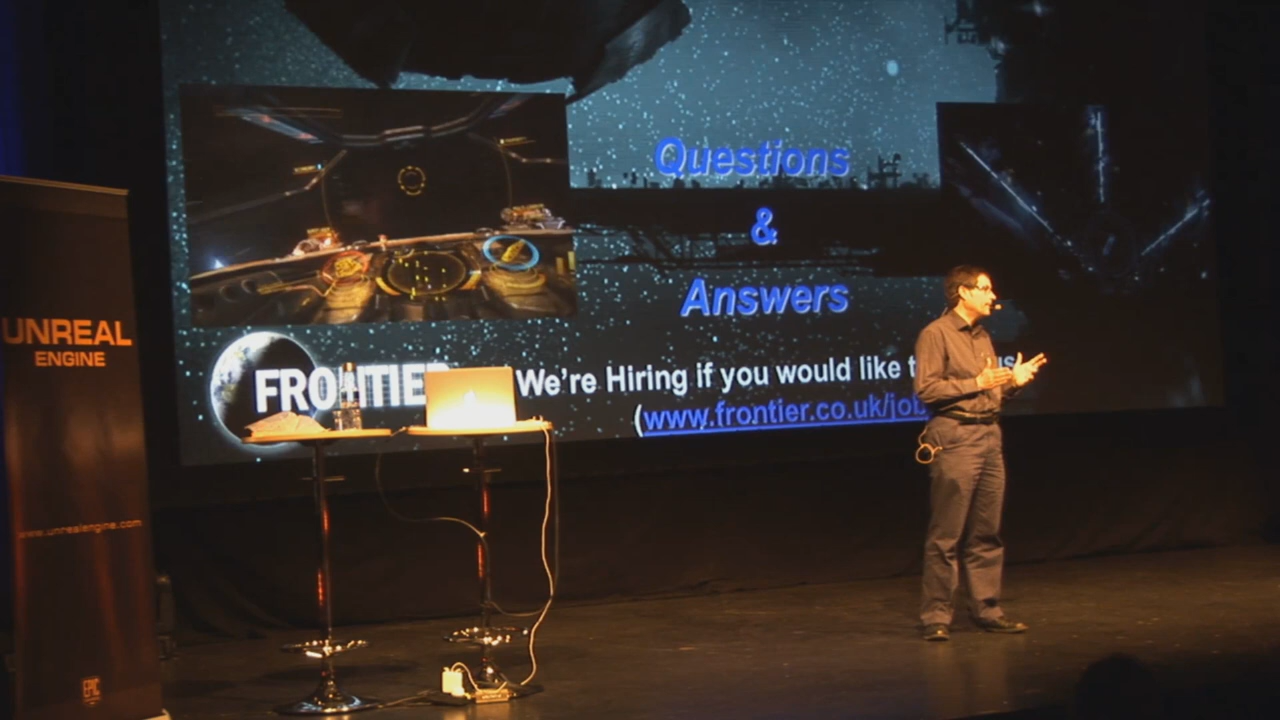 Questions
&
Answers
UNREAL
ENGINE
FRONTIER
We're Hiring if you would like
(www.frontier.co.uk/job
www.unrealengine.com
EPIC